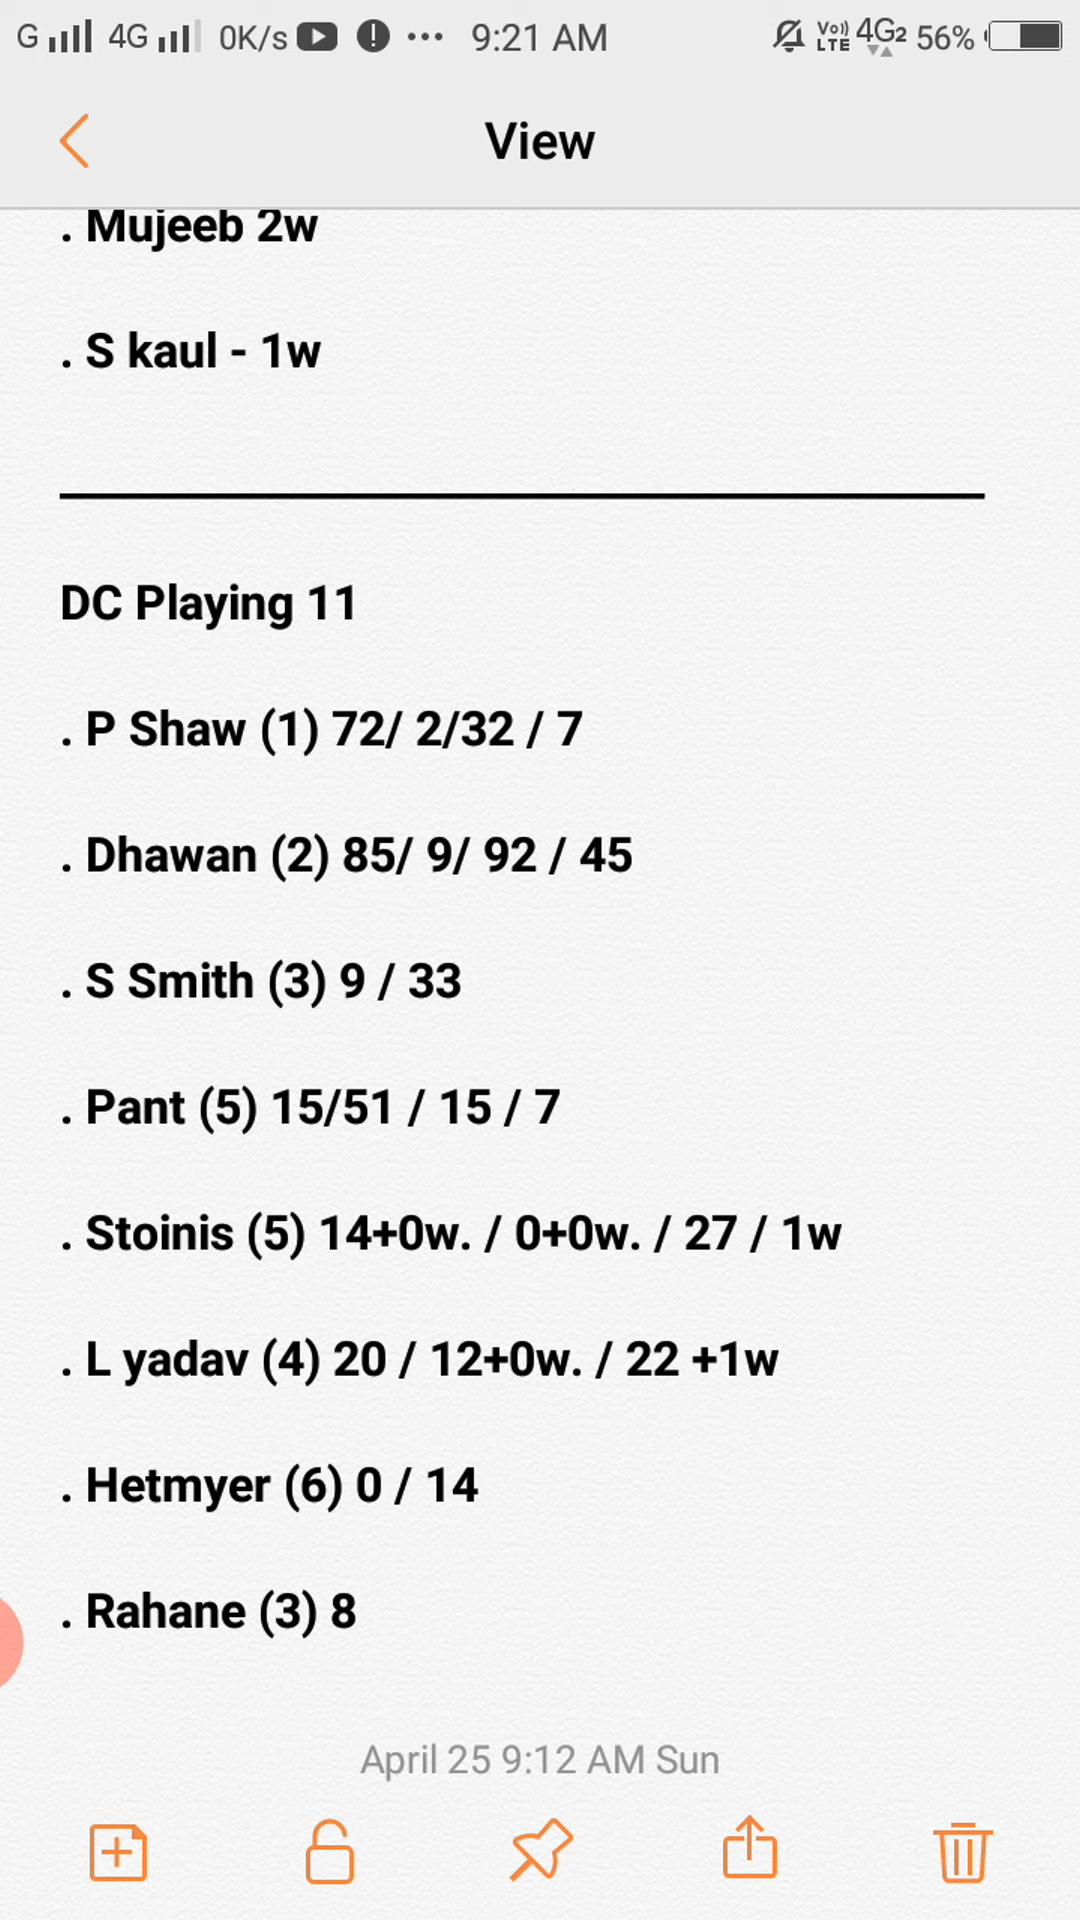 G 4G 0K/s ... 9:21 AM Vo)) LTE 4G2 56%
View
. Mujeeb 2w
. S kaul - 1w
DC Playing 11
. P Shaw (1) 72/ 2/32 / 7
. Dhawan (2) 85/ 9/ 92 / 45
. S Smith (3) 9 / 33
. Pant (5) 15/51 / 15 / 7
. Stoinis (5) 14+0w. / 0+0w. / 27 / 1w
. L yadav (4) 20 / 12+0w. / 22 +1w
. Hetmyer (6) 0 / 14
. Rahane (3) 8
April 25 9:12 AM Sun